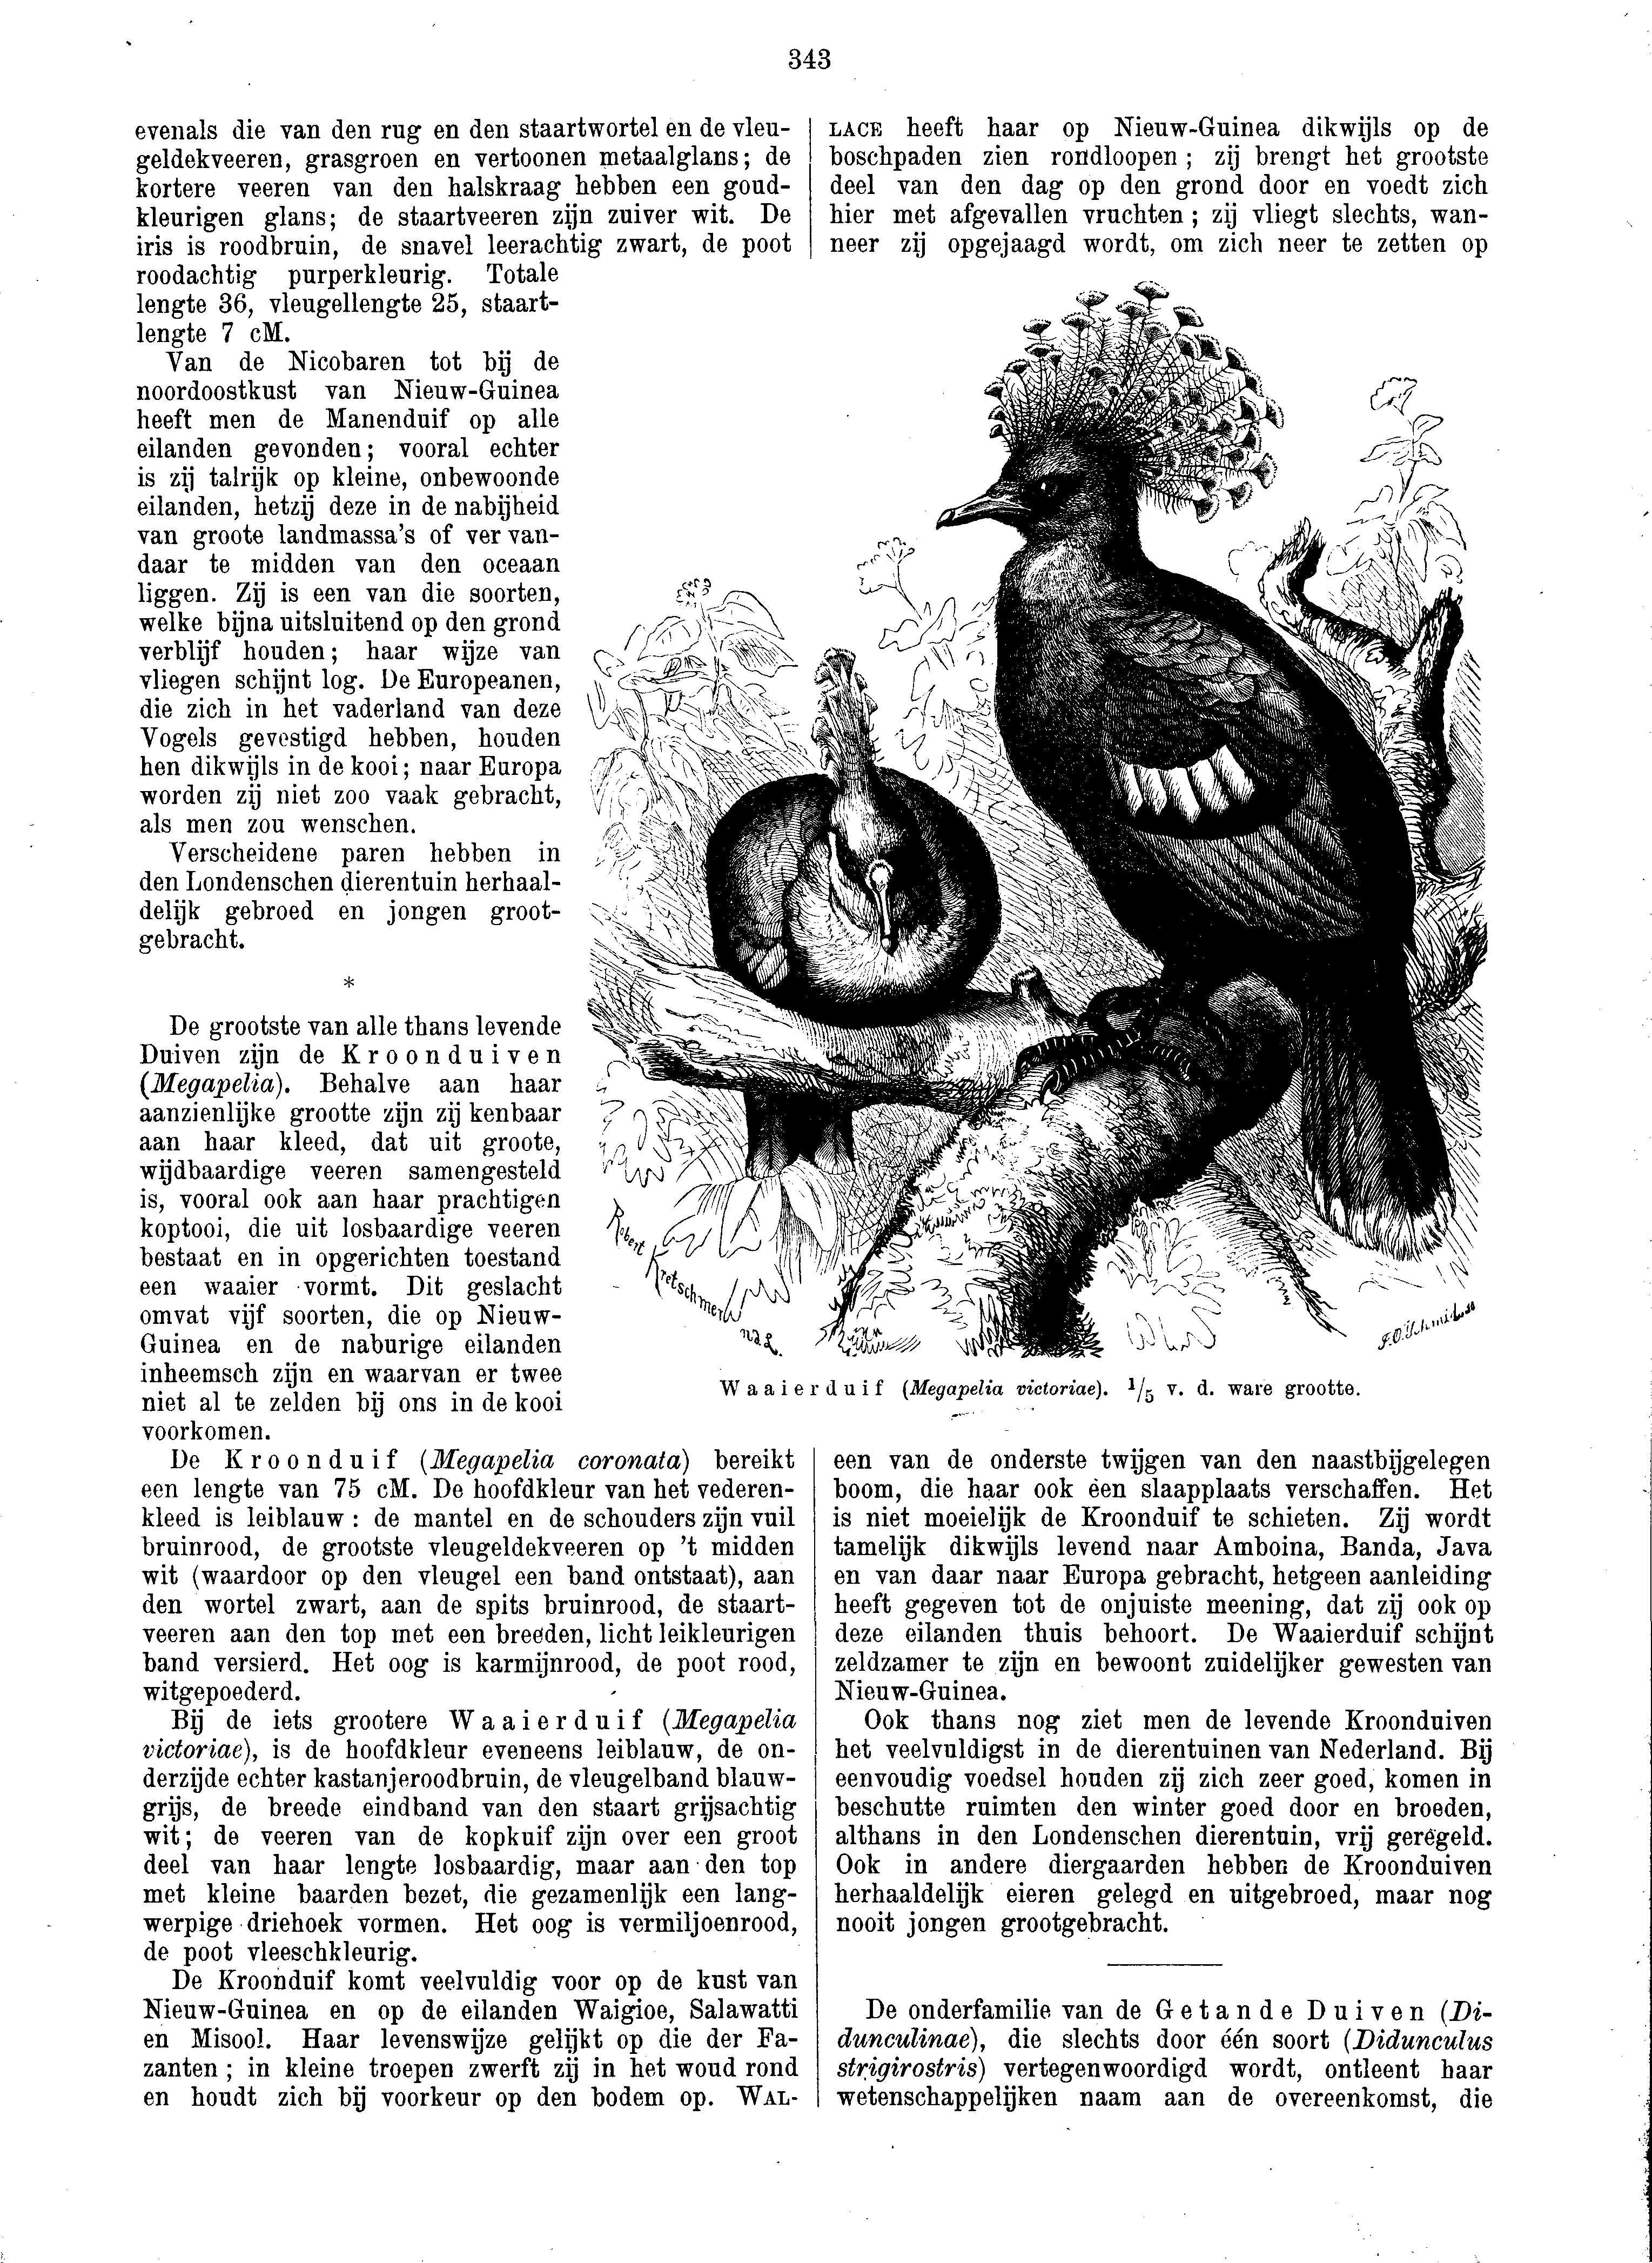 343
evenals die van den rug en den staartwortel en de vleu-
geldekveeren, grasgroen en vertoonen metaalglans; de
kortere veeren van den halskraag hebben een goud-
kleurigen glans; de staartveeren zijn zuiver wit. De
iris is roodbruin, de snavel leerachtig zwart, de poot
roodachtig purperkleurig. Totale
lengte 36, vleugellengte 25, staart-
lengte 7 cM.
Van de Nicobaren tot bij de
noordoostkust van Nieuw-Guinea
heeft men de Manenduif op alle
eilanden gevonden; vooral echter
is zij talrijk op kleine, onbewoonde
eilanden, hetzij deze in de nabijheid
van groote landmassa's of ver van-
daar te midden van den oceaan
liggen. Zij is een van die soorten,
welke bijna uitsluitend op den grond
verblijf houden; haar wijze van
vliegen schijnt log. De Europeanen,
die zich in het vaderland van deze
Vogels gevestigd hebben, houden
hen dikwijls in de kooi; naar Europa
worden zij niet zoo vaak gebracht,
als men zou wenschen.
Verscheidene paren hebben in
den Londenschen dierentuin herhaal-
delijk gebroed en jongen groot-
gebracht.
*
De grootste van alle thans levende
Duiven zijn de Kroonduiven
(Megapelia). Behalve aan haar
aanzienlijke grootte zijn zij kenbaar
aan haar kleed, dat uit groote,
wijdbaardige veeren samengesteld
is, vooral ook aan haar prachtigen
koptooi, die uit losbaardige veeren
bestaat en in opgerichten toestand
een waaier vormt. Dit geslacht
omvat vijf soorten, die op Nieuw-
Guinea en de naburige eilanden
inheemsch zijn en waarvan er twee
niet al te zelden bij ons in de kooi
voorkomen.
De Kroonduif (Megapelia coronata) bereikt
een lengte van 75 cM. De hoofdkleur van het vederen-
kleed is leiblauw: de mantel en de schouders zijn vuil
bruinrood, de grootste vleugeldekveeren op 't midden
wit (waardoor op den vleugel een band ontstaat), aan
den wortel zwart, aan de spits bruinrood, de staart-
veeren aan den top met een breeden, licht leikleurigen
band versierd. Het oog is karmijnrood, de poot rood,
witgepoederd.
Bij de iets grootere Waaierduif (Megapelia
victoriae), is de hoofdkleur eveneens leiblauw, de on-
derzijde echter kastanjeroodbruin, de vleugelband blauw-
grijs, de breede eindband van den staart grijsachtig
wit; de veeren van de kopkuif zijn over een groot
deel van haar lengte losbaardig, maar aan den top
met kleine baarden bezet, die gezamenlijk een lang-
werpige driehoek vormen. Het oog is vermiljoenrood,
de poot vleeschkleurig.
De Kroonduif komt veelvuldig voor op de kust van
Nieuw-Guinea en op de eilanden Waigioe, Salawatti
en Misool. Haar levenswijze gelijkt op die der Fa-
zanten; in kleine troepen zwerft zij in het woud rond
en houdt zich bij voorkeur op den bodem op. WAL-
LACE heeft haar op Nieuw-Guinea dikwijls op de
boschpaden zien rondloopen; zij brengt het grootste
deel van den dag op den grond door en voedt zich
hier met afgevallen vruchten; zij vliegt slechts, wan-
neer zij opgejaagd wordt, om zich neer te zetten op
Robert Kretschmer
Waaierduif (Megapelia victoriae). 1/5 v. d. ware grootte.
een van de onderste twijgen van den naastbijgelegen
boom, die haar ook een slaapplaats verschaffen. Het
is niet moeielijk de Kroonduif te schieten. Zij wordt
tamelijk dikwijls levend naar Amboina, Banda, Java
en van daar naar Europa gebracht, hetgeen aanleiding
heeft gegeven tot de onjuiste meening, dat zij ook op
deze eilanden thuis behoort. De Waaierduif schijnt
zeldzamer te zijn en bewoont zuidelijker gewesten van
Nieuw-Guinea.
Ook thans nog ziet men de levende Kroonduiven
het veelvuldigst in de dierentuinen van Nederland. Bij
eenvoudig voedsel houden zij zich zeer goed, komen in
beschutte ruimten den winter goed door en broeden,
althans in den Londenschen dierentuin, vrij geregeld.
Ook in andere diergaarden hebben de Kroonduiven
herhaaldelijk eieren gelegd en uitgebroed, maar nog
nooit jongen grootgebracht.
De onderfamilie van de Getande Duiven (Di-
dunculinae), die slechts door één soort (Didunculus
strigirostris) vertegenwoordigd wordt, ontleent haar
wetenschappelijken naam aan de overeenkomst, die